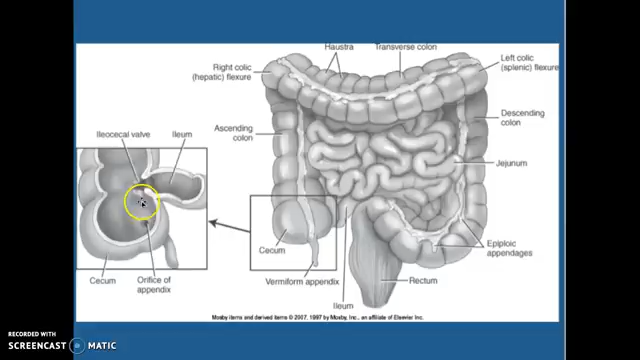 Haustra
Transverse colon
Right colic
(hepatic) flexure
Left colic
(splenic) flexure
Ascending
colon
Descending
colon
Ileocecal valve
Ileum
Jejunum
Cecum
Epiploic
appendages
Cecum
Orifice of
appendix
Vermiform appendix
Rectum
Ileum
Mosby items and derived items © 2007, 1997 by Mosby, Inc., an affiliate of Elsevier Inc.
RECORDED WITH
SCREENCAST MATIC